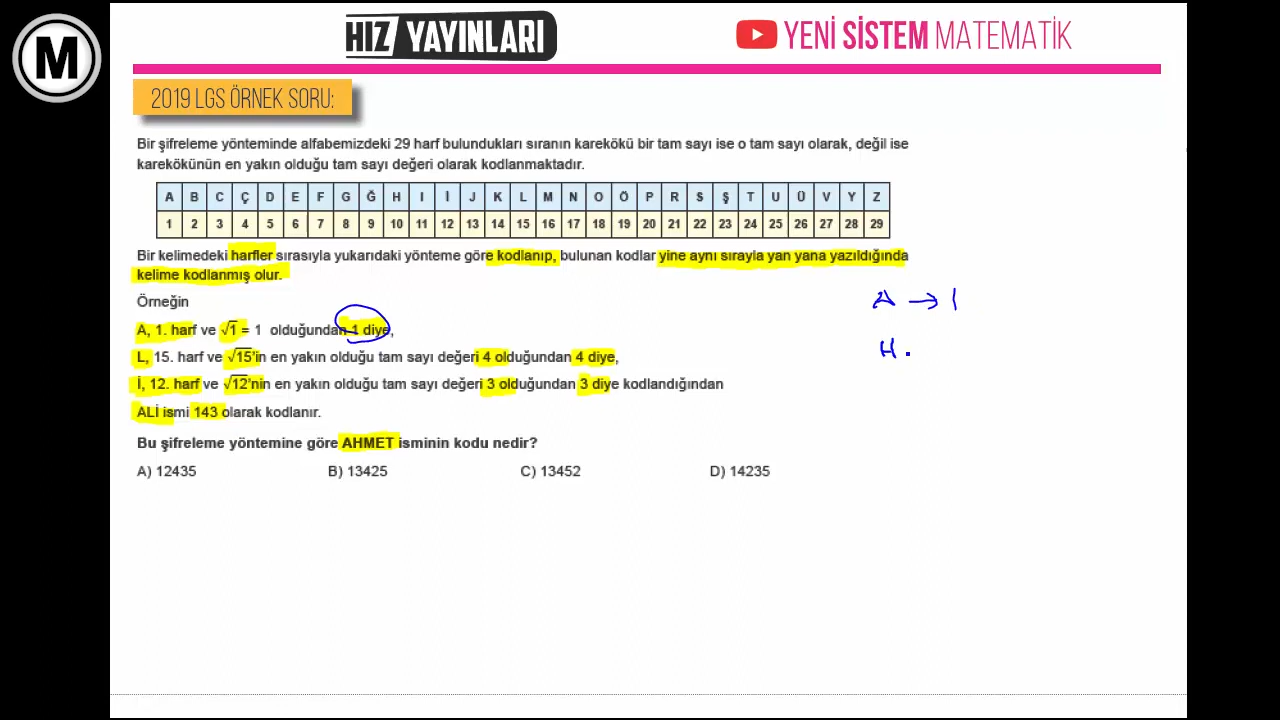 M
HIZ YAYINLARI
YENİ SİSTEM MATEMATİK
2019 LGS ÖRNEK SORU:
Bir şifreleme yönteminde alfabemizdeki 29 harf bulundukları sıranın karekökü bir tam sayı ise o tam sayı olarak, değil ise
karekökünün en yakın olduğu tam sayı değeri olarak kodlanmaktadır.
A B C Ç D E F G Ğ H I İ J K L M N O Ö P R S Ş T U Ü V Y Z
1 2 3 4 5 6 7 8 9 10 11 12 13 14 15 16 17 18 19 20 21 22 23 24 25 26 27 28 29
Bir kelimedeki harfler sırasıyla yukarıdaki yönteme göre kodlanıp, bulunan kodlar yine aynı sırayla yan yana yazıldığında
kelime kodlanmış olur.
Örneğin
A, 1. harf ve √1 = 1 olduğundan 1 diye,
L, 15. harf ve √15'in en yakın olduğu tam sayı değeri 4 olduğundan 4 diye,
İ, 12. harf ve √12'nin en yakın olduğu tam sayı değeri 3 olduğundan 3 diye kodlandığından
ALİ ismi 143 olarak kodlanır.
Bu şifreleme yöntemine göre AHMET isminin kodu nedir?
A) 12435 B) 13425 C) 13452 D) 14235
A → 1
H .